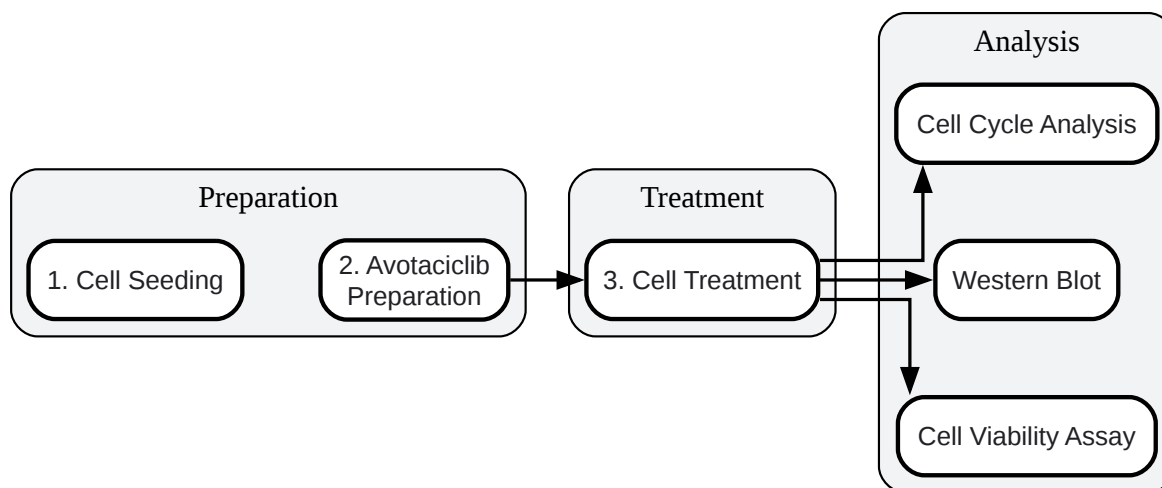 Preparation
1. Cell Seeding
2. Avotaciclib
Preparation
Treatment
3. Cell Treatment
Analysis
Cell Cycle Analysis
Western Blot
Cell Viability Assay